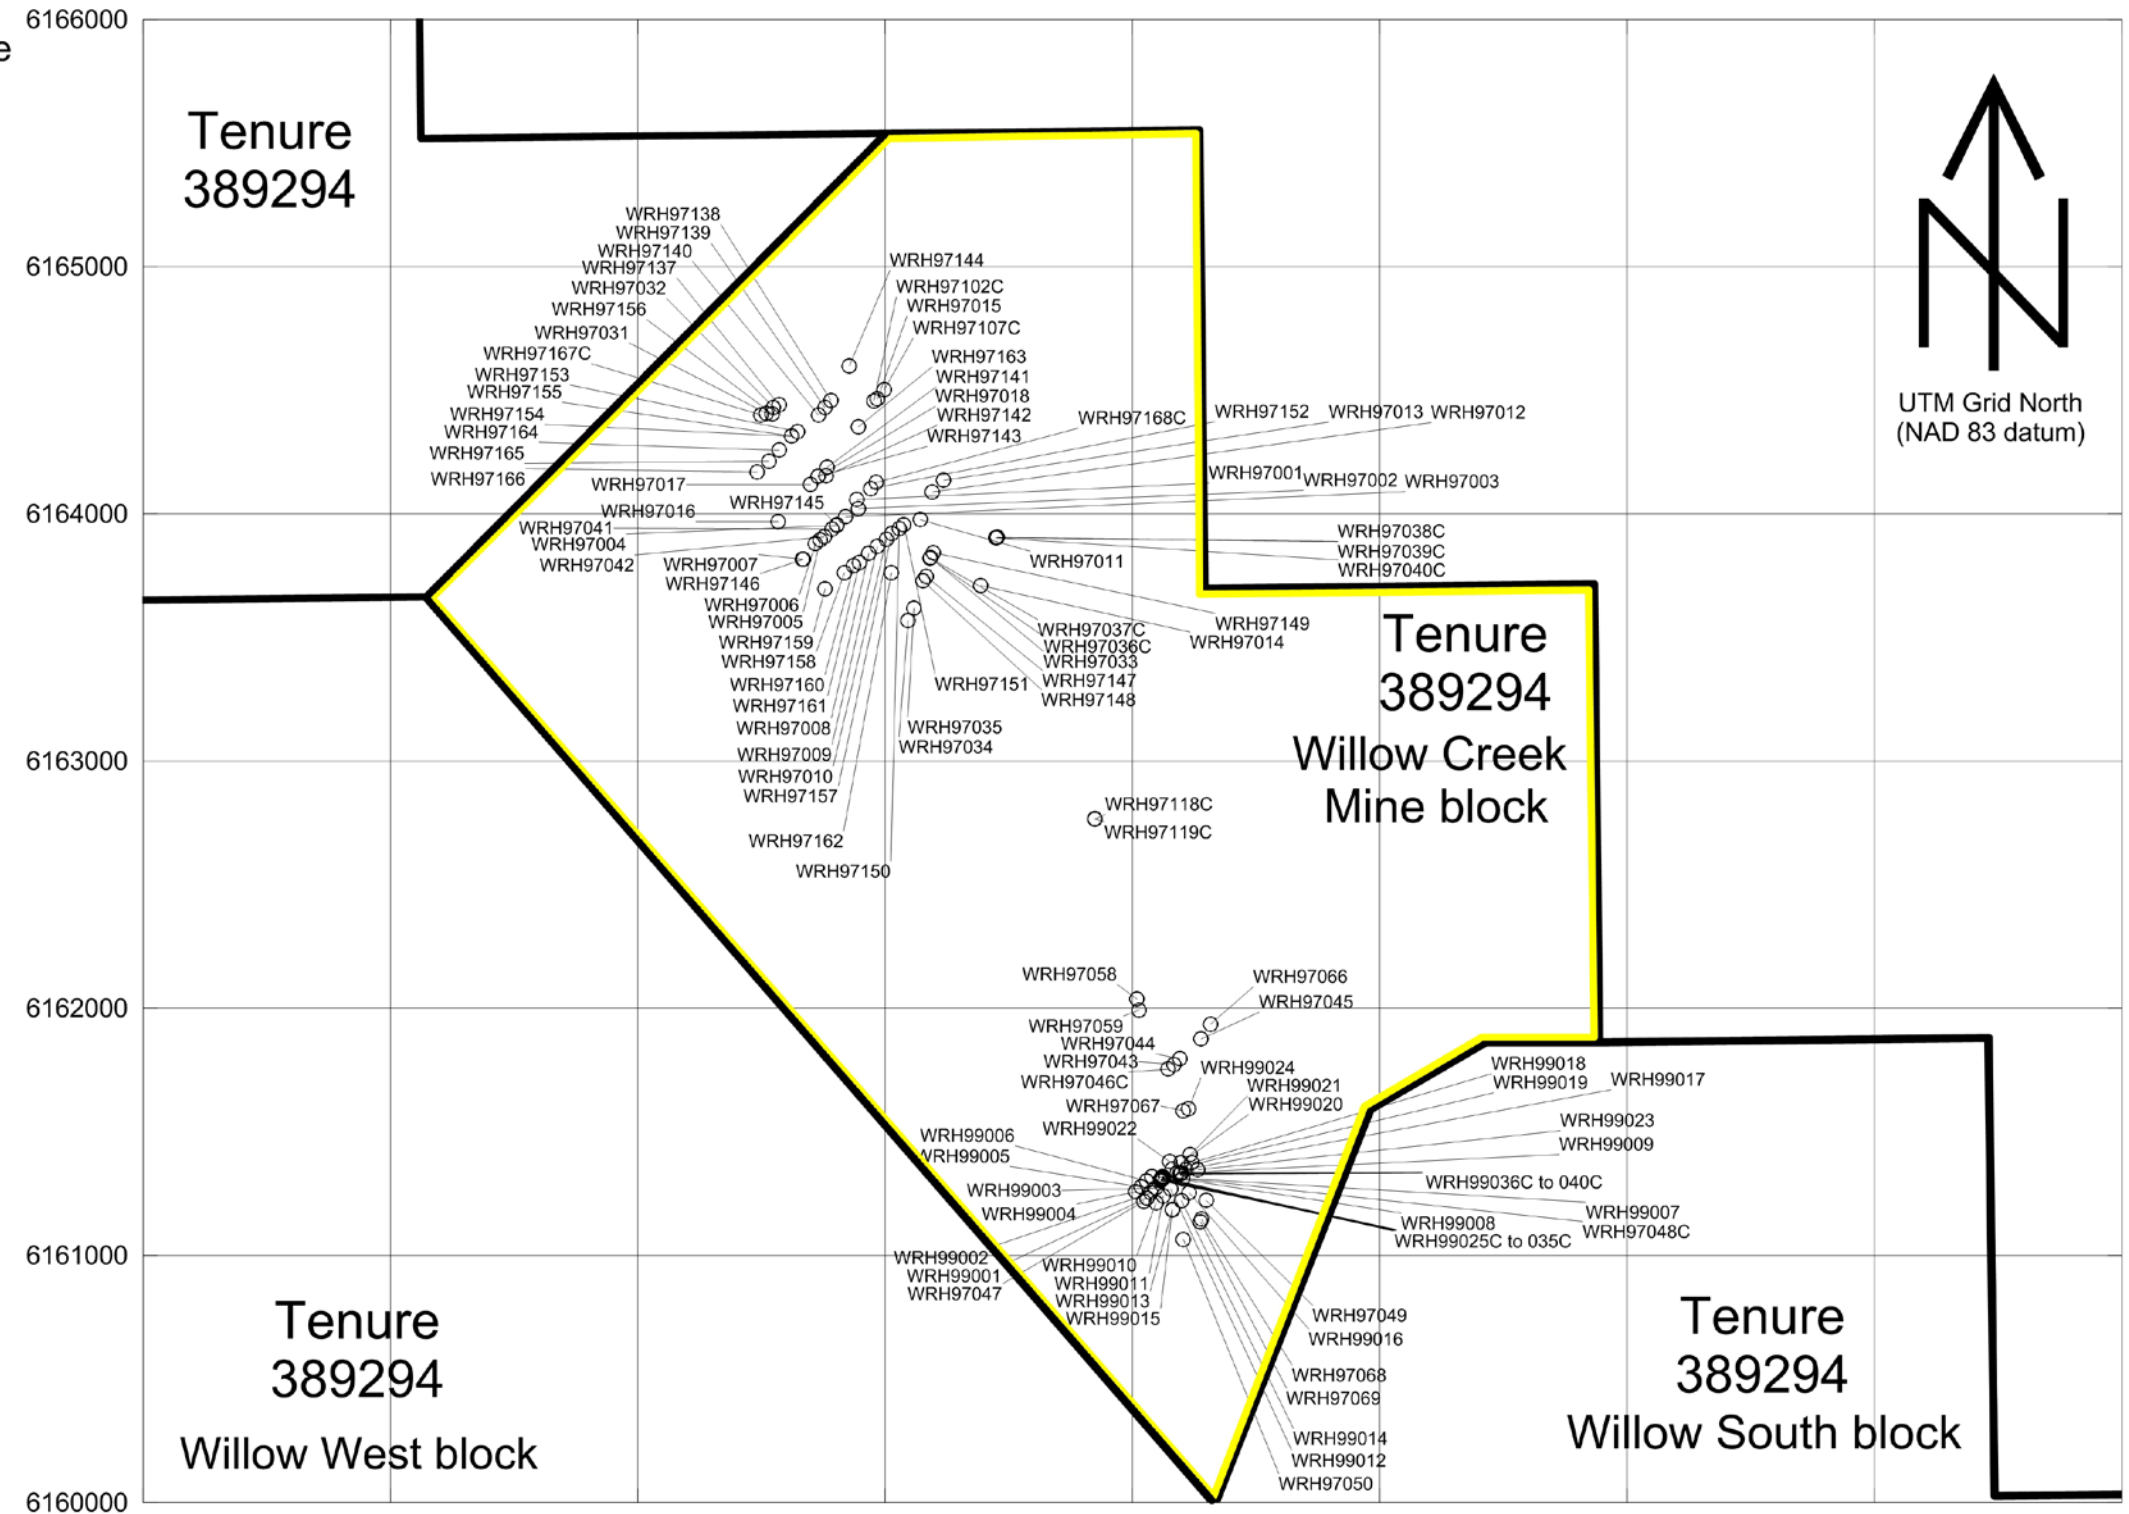 6166000
e
Tenure
389294
WRH97138
WRH97139
WRH97140
WRH97137
WRH97032
WRH97156
WRH97031
WRH97167C
WRH97153
WRH97155
WRH97154
WRH97164
WRH97165
WRH97166
6165000
WRH97144
WRH97102C
WRH97015
WRH97107C
WRH97163
WRH97141
WRH97018
WRH97142
WRH97143
WRH97168C
WRH97152
WRH97013
WRH97012
N
UTM Grid North
(NAD 83 datum)
WRH97001
WRH97002
WRH97003
WRH97017
WRH97145
WRH97016
6164000
WRH97041
WRH97004
WRH97042
WRH97007
WRH97146
WRH97038C
WRH97039C
WRH97040C
WRH97011
WRH97006
WRH97005
WRH97159
WRH97158
WRH97160
WRH97161
WRH97008
WRH97009
WRH97010
WRH97157
WRH97162
WRH97150
WRH97149
WRH97014
WRH97037C
WRH97036C
WRH97033
WRH97147
WRH97148
WRH97151
WRH97035
WRH97034
Tenure
389294
Willow Creek
Mine block
6163000
WRH97118C
WRH97119C
WRH97058
WRH97066
WRH97045
6162000
WRH97059
WRH97044
WRH97043
WRH97046C
WRH99024
WRH99021
WRH99020
WRH97067
WRH99022
WRH99018
WRH99019
WRH99017
WRH99023
WRH99009
WRH99006
WRH99005
WRH99003
WRH99004
WRH99036C to 040C
WRH99007
WRH97048C
WRH99008
WRH99025C to 035C
6161000
WRH99002
WRH99001
WRH97047
WRH99010
WRH99011
WRH99013
WRH99015
WRH97049
WRH99016
WRH97068
WRH97069
WRH99014
WRH99012
WRH97050
Tenure
389294
Willow West block
Tenure
389294
Willow South block
6160000